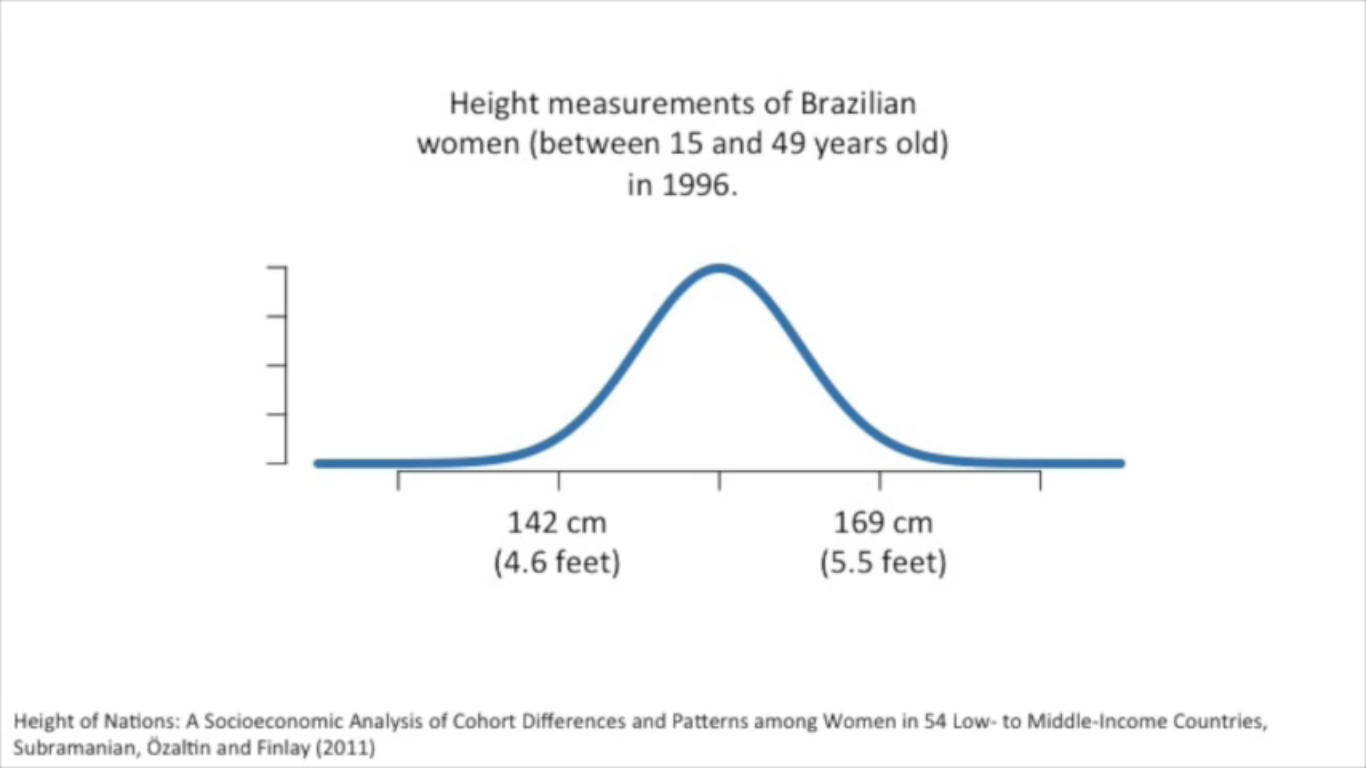 Height measurements of Brazilian
women (between 15 and 49 years old)
in 1996.
142 cm
(4.6 feet)
169 cm
(5.5 feet)
Height of Nations: A Socioeconomic Analysis of Cohort Differences and Patterns among Women in 54 Low- to Middle-Income Countries,
Subramanian, Özaltin and Finlay (2011)